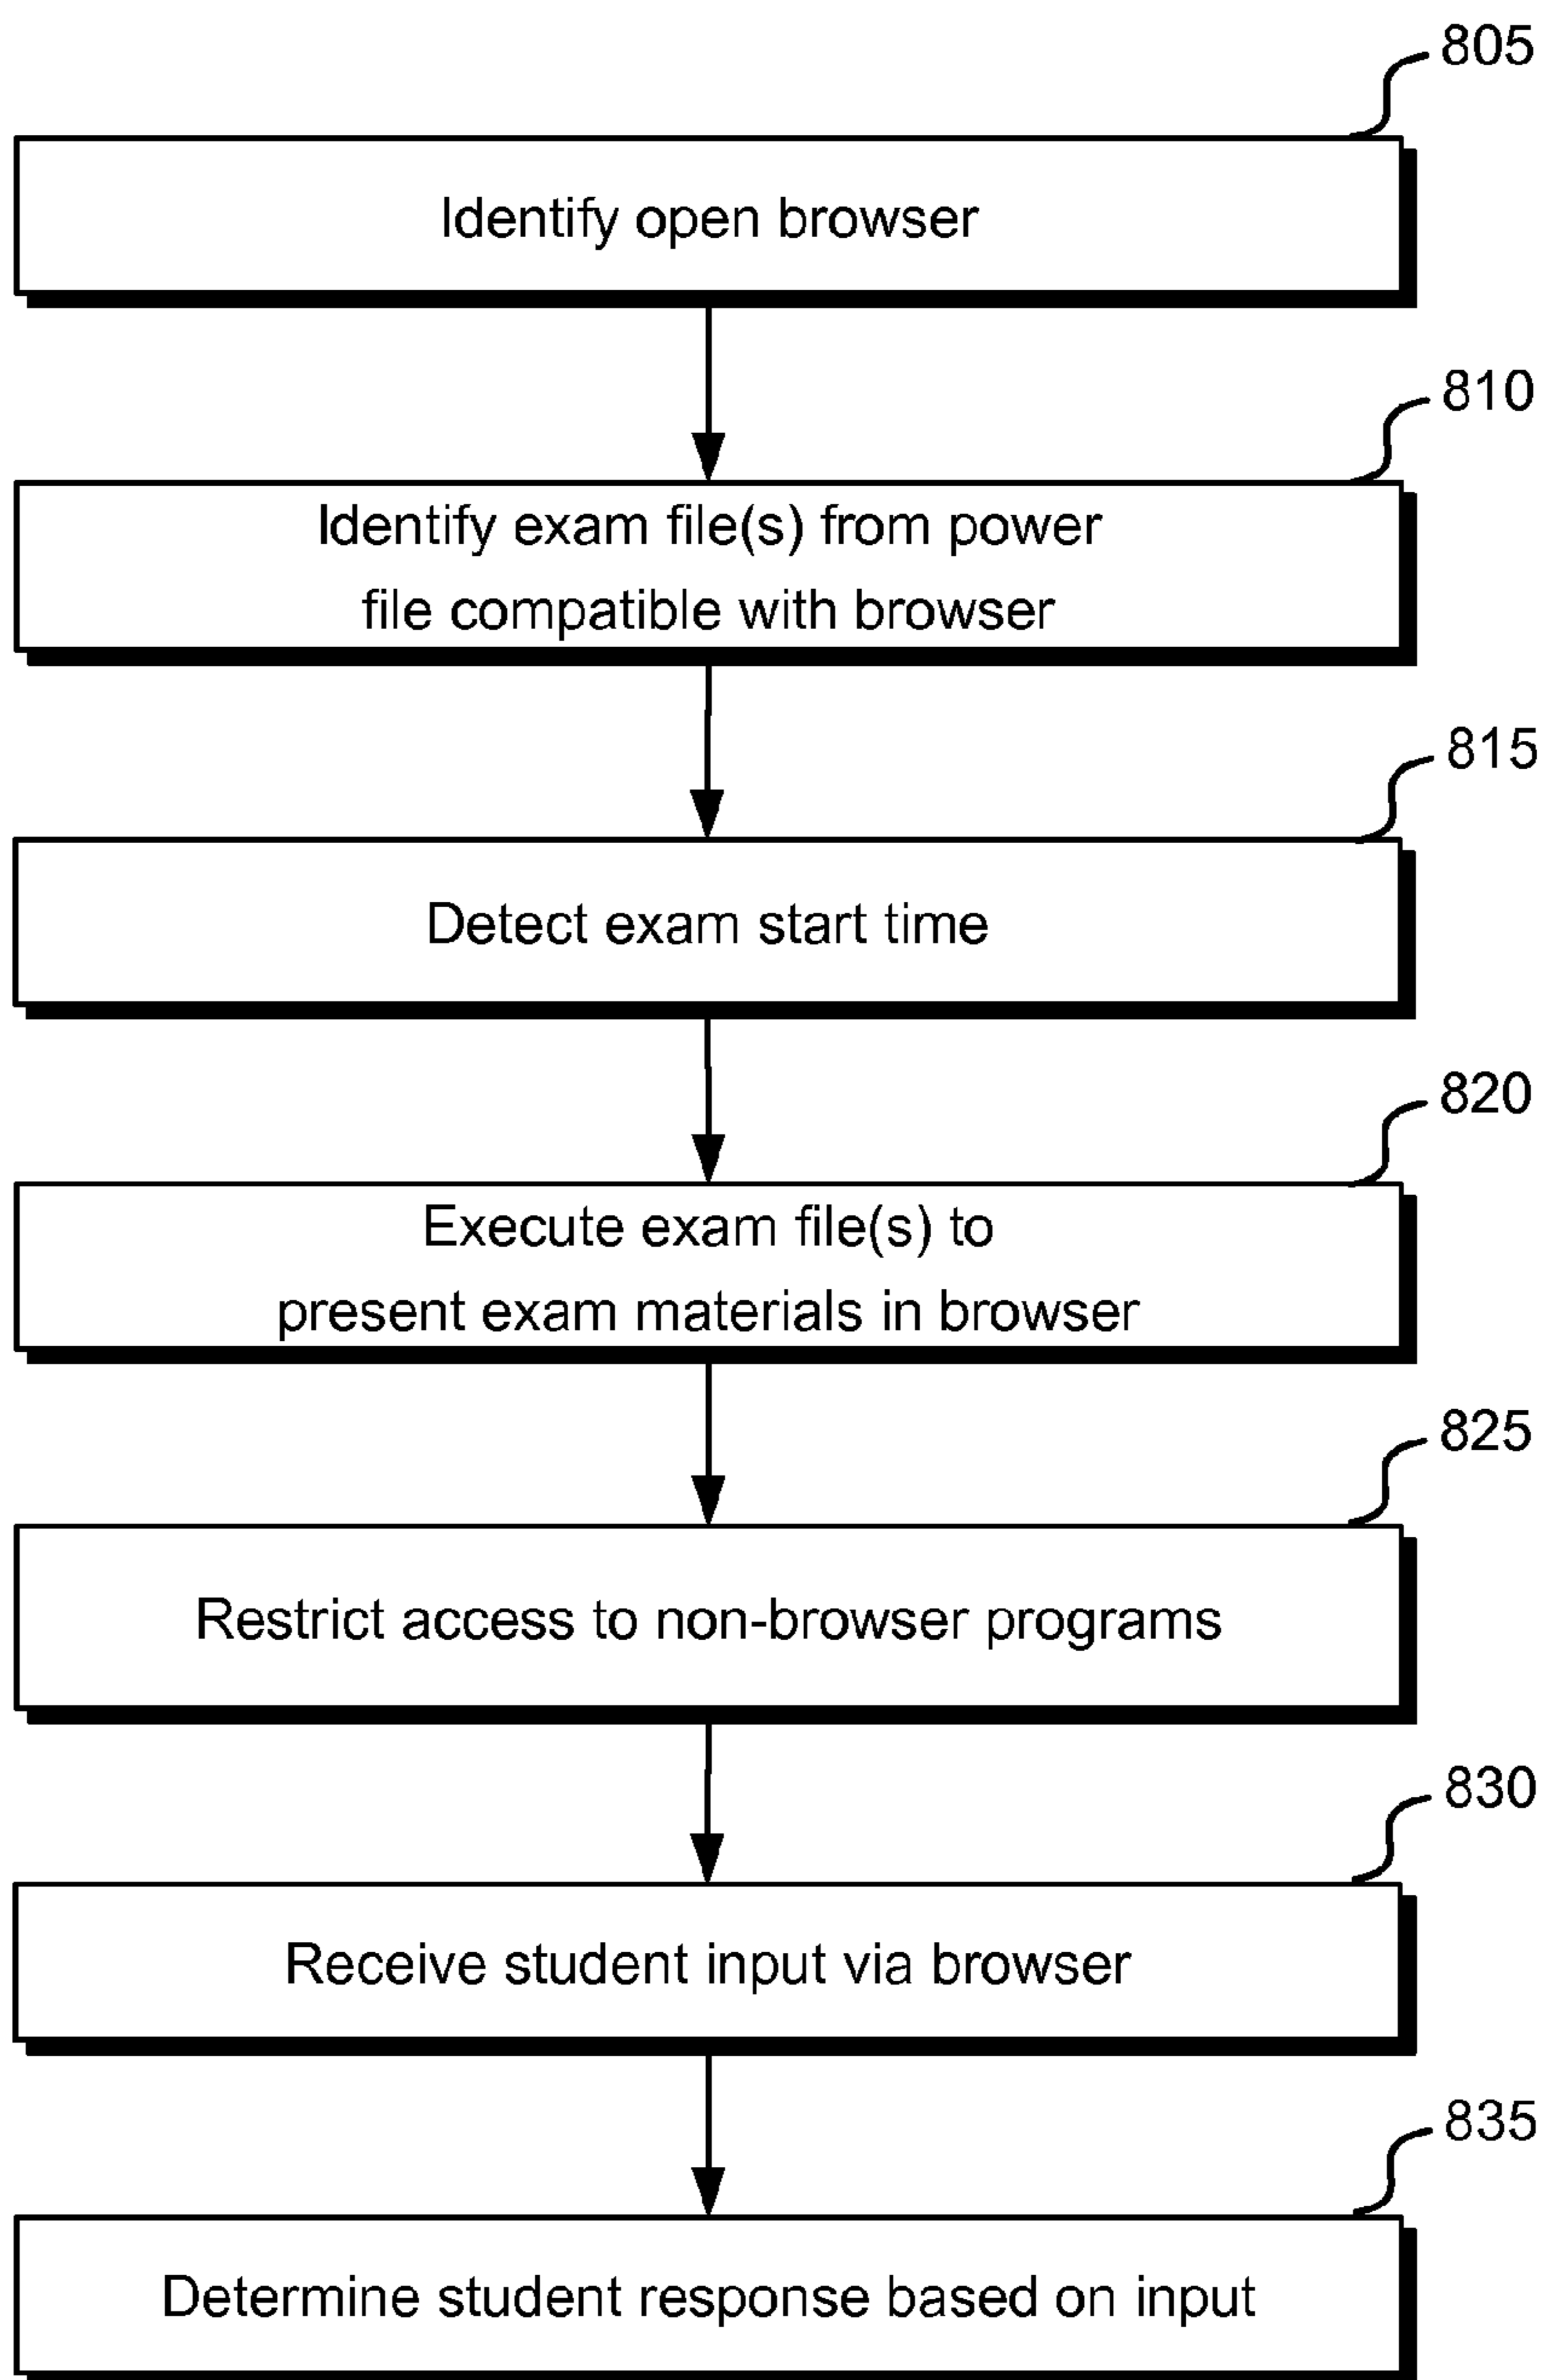 805
Identify open browser
810
Identify exam file(s) from power
file compatible with browser
815
Detect exam start time
820
Execute exam file(s) to
present exam materials in browser
825
Restrict access to non-browser programs
830
Receive student input via browser
835
Determine student response based on input